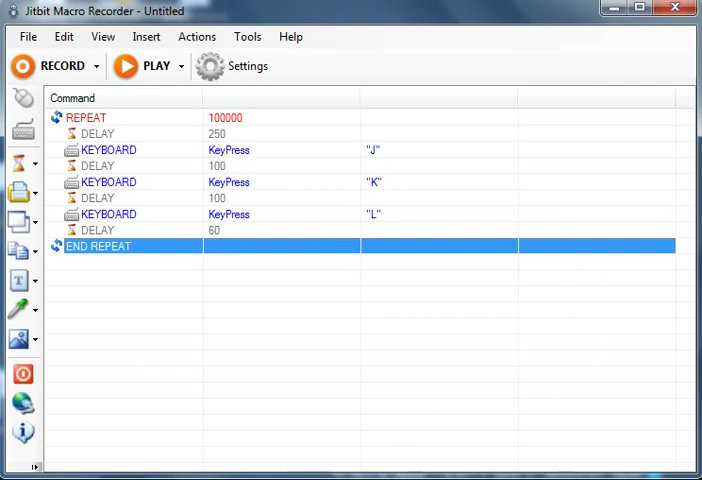 Jitbit Macro Recorder - Untitled
File Edit View Insert Actions Tools Help
RECORD PLAY Settings
Command
REPEAT 100000
DELAY 250
KEYBOARD KeyPress "J"
DELAY 100
KEYBOARD KeyPress "K"
DELAY 100
KEYBOARD KeyPress "L"
DELAY 60
END REPEAT